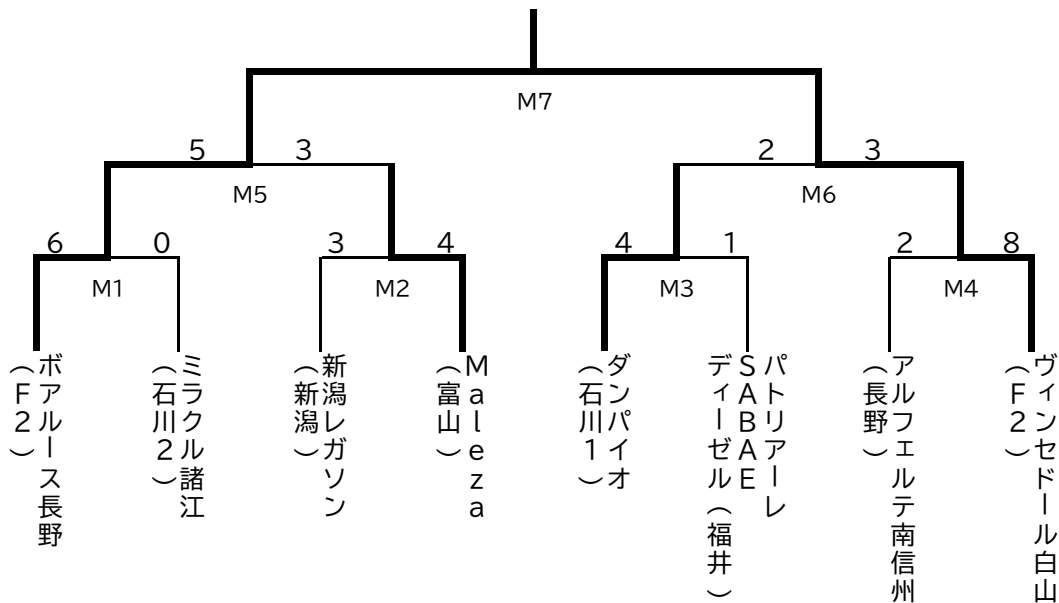 M7
5 3
M5
2 3
M6
6 0
M1
3 4
M2
4 1
M3
2 8
M4
ボアルース長野
（F2）
ミラクル諸江
（石川2）
新潟レガソン
（新潟）
Maleza
（富山）
ダンパイオ
（石川1）
パトリアーレ
SABAE
ディーゼル（福井）
アルフェルテ南信州
（長野）
ヴィンセドール白山
（F2）